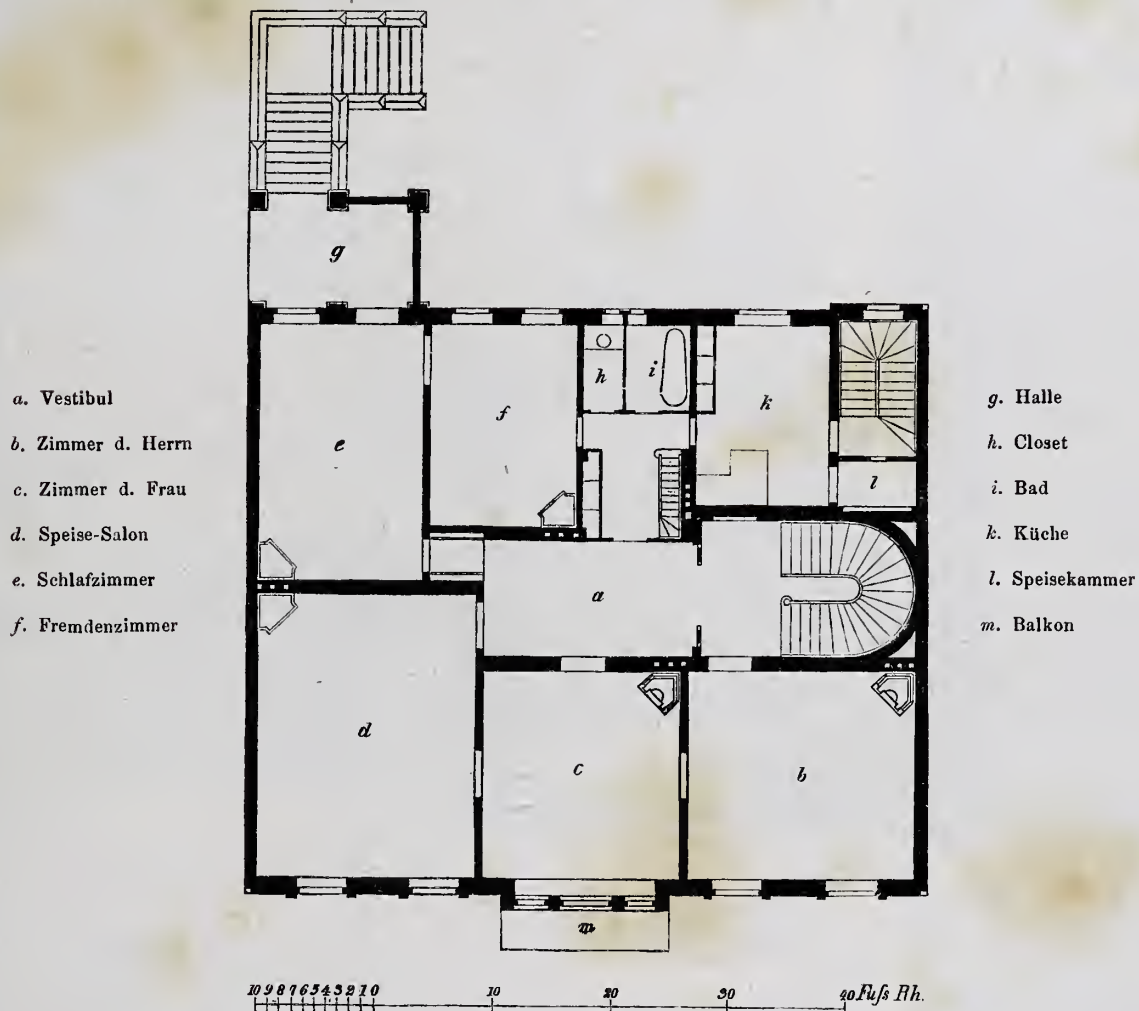 a. Vestibul
b. Zimmer d. Herrn
c. Zimmer d. Frau
d. Speise-Salon
e. Schlafzimmer
f. Fremdenzimmer
g. Halle
h. Closet
i. Bad
k. Küche
l. Speisekammer
m. Balkon
g
h
i
k
e
f
l
a
d
c
b
m
10 9 8 7 6 5 4 3 2 1 0 10 20 30 40 Fuſs Rh.